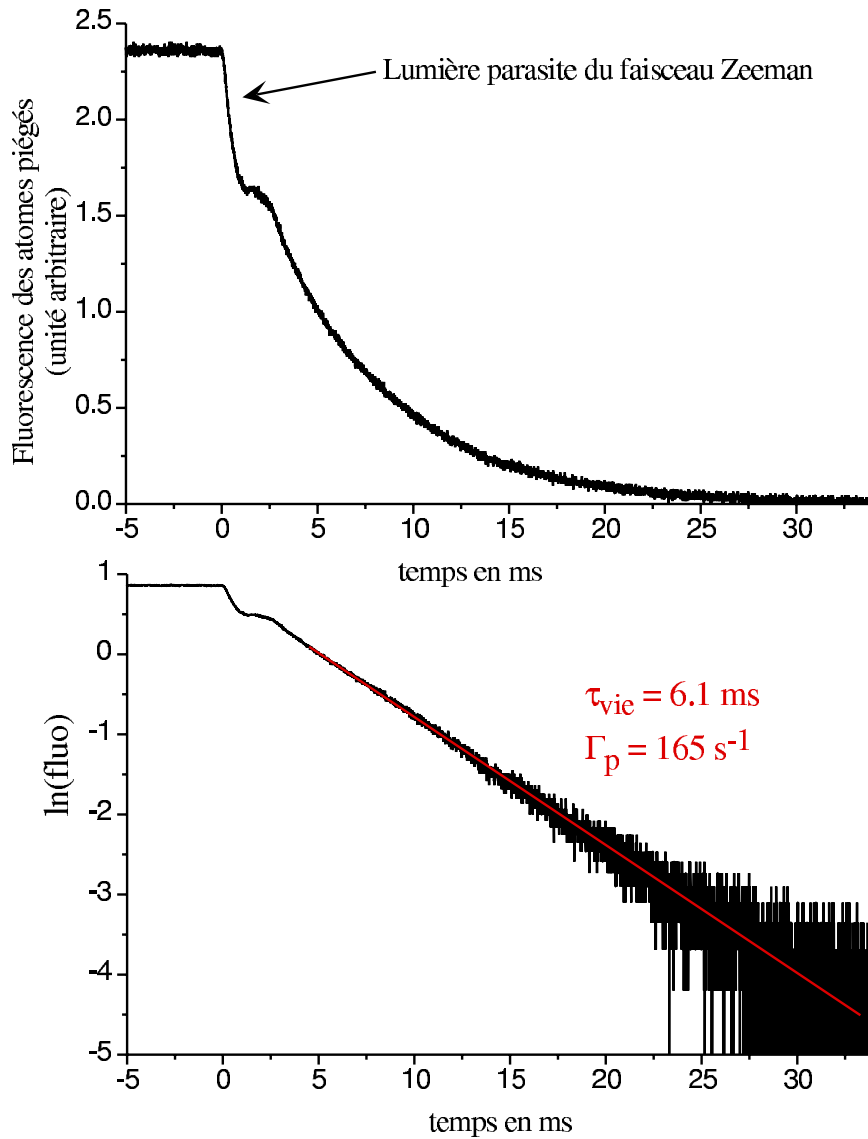 2.5
2.0
1.5
1.0
0.5
0.0
Fluorescence des atomes piégés
(unité arbitraire)
Lumière parasite du faisceau Zeeman
-5 0 5 10 15 20 25 30
temps en ms
1
0
-1
-2
-3
-4
-5
ln(fluo)
τvie = 6.1 ms
Γp = 165 s-1
-5 0 5 10 15 20 25 30
temps en ms